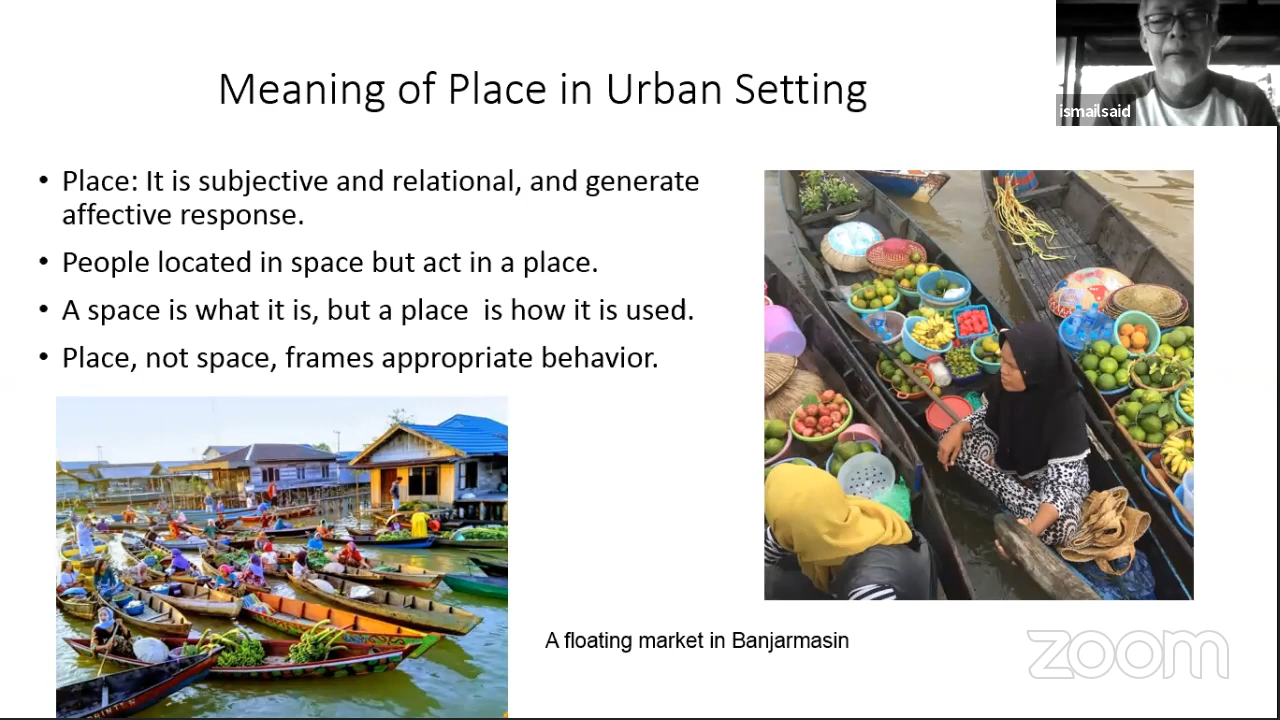 Meaning of Place in Urban Setting
ismailsaid
• Place: It is subjective and relational, and generate
affective response.
• People located in space but act in a place.
• A space is what it is, but a place  is how it is used.
• Place, not space, frames appropriate behavior.
A floating market in Banjarmasin
zoom